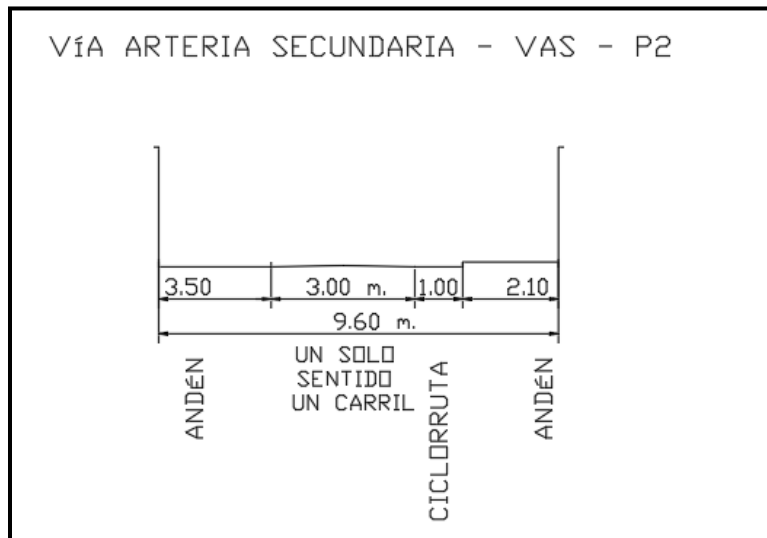 VíA ARTERIA SECUNDARIA - VAS - P2
3.50 3.00 m. 1.00 2.10
9.60 m.
ANDÉN
UN SOLO
SENTIDO
UN CARRIL
CICLORRUTA
ANDÉN